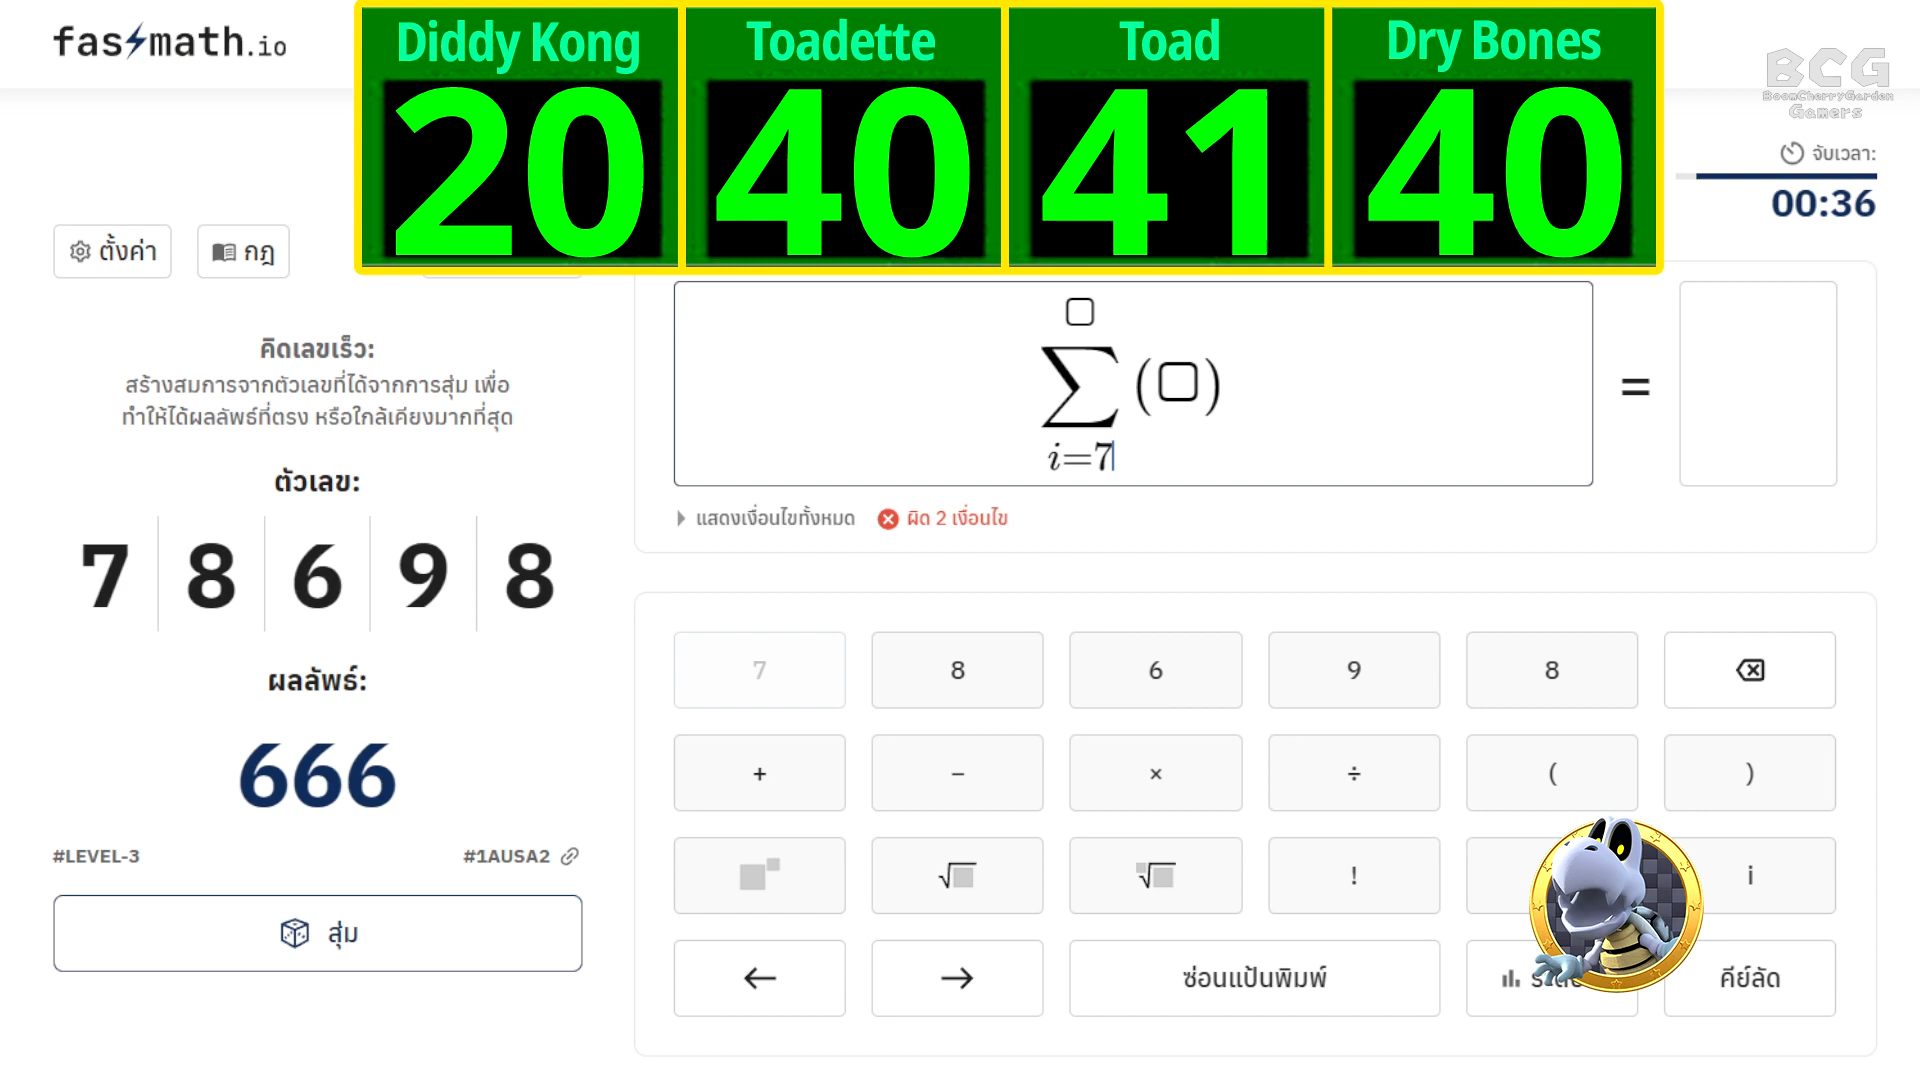 fasmath.io
Diddy Kong
Toadette
Toad
Dry Bones
20
40
41
40
BCG
BoomCherryGarden
Gamers
จับเวลา:
00:36
ตั้งค่า
กฎ
คิดเลขเร็ว:
สร้างสมการจากตัวเลขที่ได้จากการสุ่ม เพื่อ
ทำให้ได้ผลลัพธ์ที่ตรง หรือใกล้เคียงมากที่สุด
ตัวเลข:
7 8 6 9 8
ผลลัพธ์:
666
#LEVEL-3
#1AUSA2
สุ่ม
∑ (▢)
i=7
=
แสดงเงื่อนไขทั้งหมด
ผิด 2 เงื่อนไข
7 8 6 9 8
+ − × ÷ ( )
√ √ ! i
← →
ซ่อนแป้นพิมพ์
คีย์ลัด